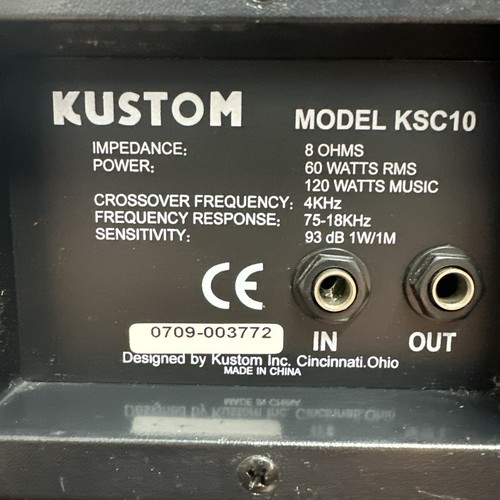 KUSTOM
MODEL KSC10
IMPEDANCE: 8 OHMS
POWER: 60 WATTS RMS
120 WATTS MUSIC
CROSSOVER FREQUENCY: 4KHz
FREQUENCY RESPONSE: 75-18KHz
SENSITIVITY: 93 dB 1W/1M
CE
0709-003772
IN
OUT
Designed by Kustom Inc. Cincinnati.Ohio
MADE IN CHINA